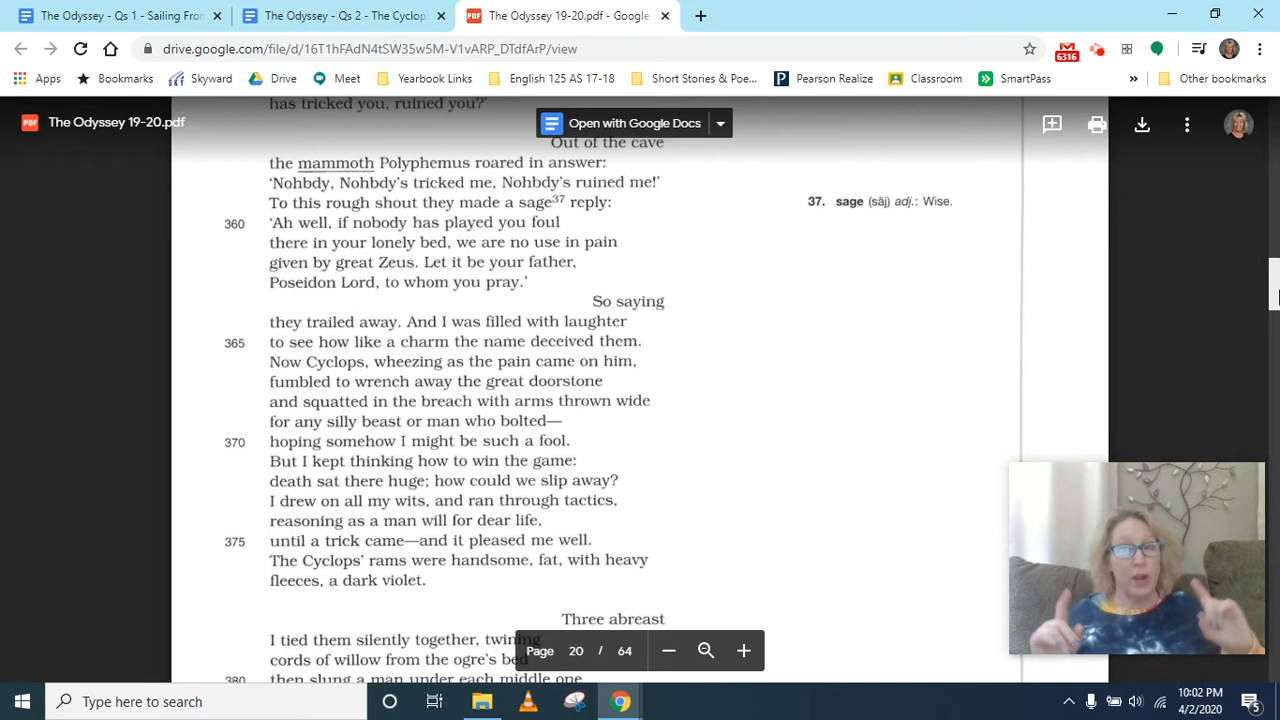 The Odyssey - Q 1 - Sailing Fro
The Odyssey - Q 2 - The Cyclops
The Odyssey 19-20.pdf - Google
drive.google.com/file/d/16T1hFAdN4tSW35w5M-V1vARP_DTdfArP/view
6316
Apps Bookmarks Skyward Drive Meet Yearbook Links English 125 AS 17-18 Short Stories & Poe... Pearson Realize Classroom SmartPass » Other bookmarks
has tricked you, ruined you?'
PDF The Odyssey 19-20.pdf
Open with Google Docs
Out of the cave
the mammoth Polyphemus roared in answer:
'Nohbdy, Nohbdy's tricked me, Nohbdy's ruined me!'
To this rough shout they made a sage37 reply:
37. sage (sāj) adj.: Wise.
360 'Ah well, if nobody has played you foul
there in your lonely bed, we are no use in pain
given by great Zeus. Let it be your father,
Poseidon Lord, to whom you pray.'
So saying
they trailed away. And I was filled with laughter
365 to see how like a charm the name deceived them.
Now Cyclops, wheezing as the pain came on him,
fumbled to wrench away the great doorstone
and squatted in the breach with arms thrown wide
for any silly beast or man who bolted—
370 hoping somehow I might be such a fool.
But I kept thinking how to win the game:
death sat there huge; how could we slip away?
I drew on all my wits, and ran through tactics,
reasoning as a man will for dear life,
375 until a trick came—and it pleased me well.
The Cyclops' rams were handsome, fat, with heavy
fleeces, a dark violet.
Three abreast
I tied them silently together, twining
cords of willow from the ogre's bed
380 then slung a man under each middle one
Page 20 / 64
Type here to search
10:02 PM
4/2/2020
5